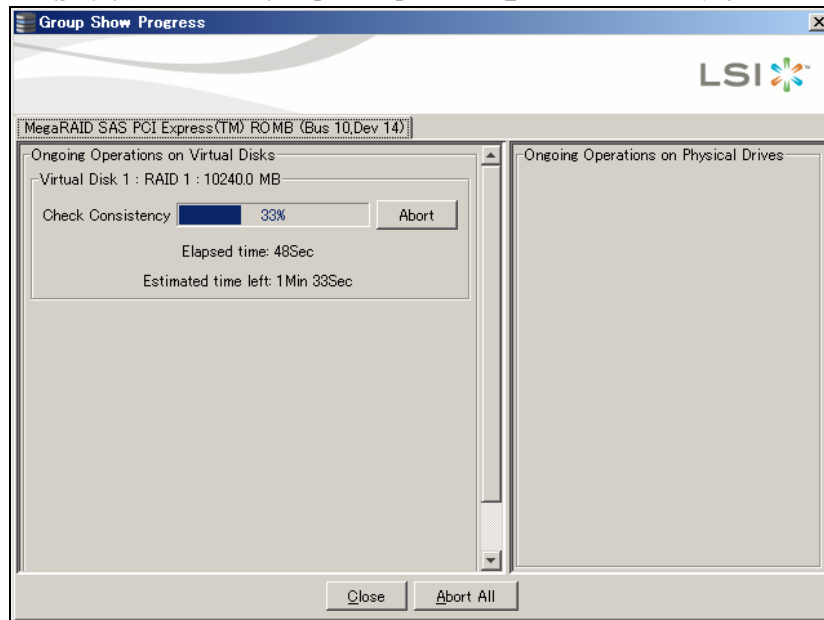 Group Show Progress
LSI
MegaRAID SAS PCI Express(TM) ROMB (Bus 10,Dev 14)
Ongoing Operations on Virtual Disks
Virtual Disk 1 : RAID 1 : 10240.0 MB
Check Consistency 33% Abort
Elapsed time: 48Sec
Estimated time left: 1Min 33Sec
Ongoing Operations on Physical Drives
Close Abort All